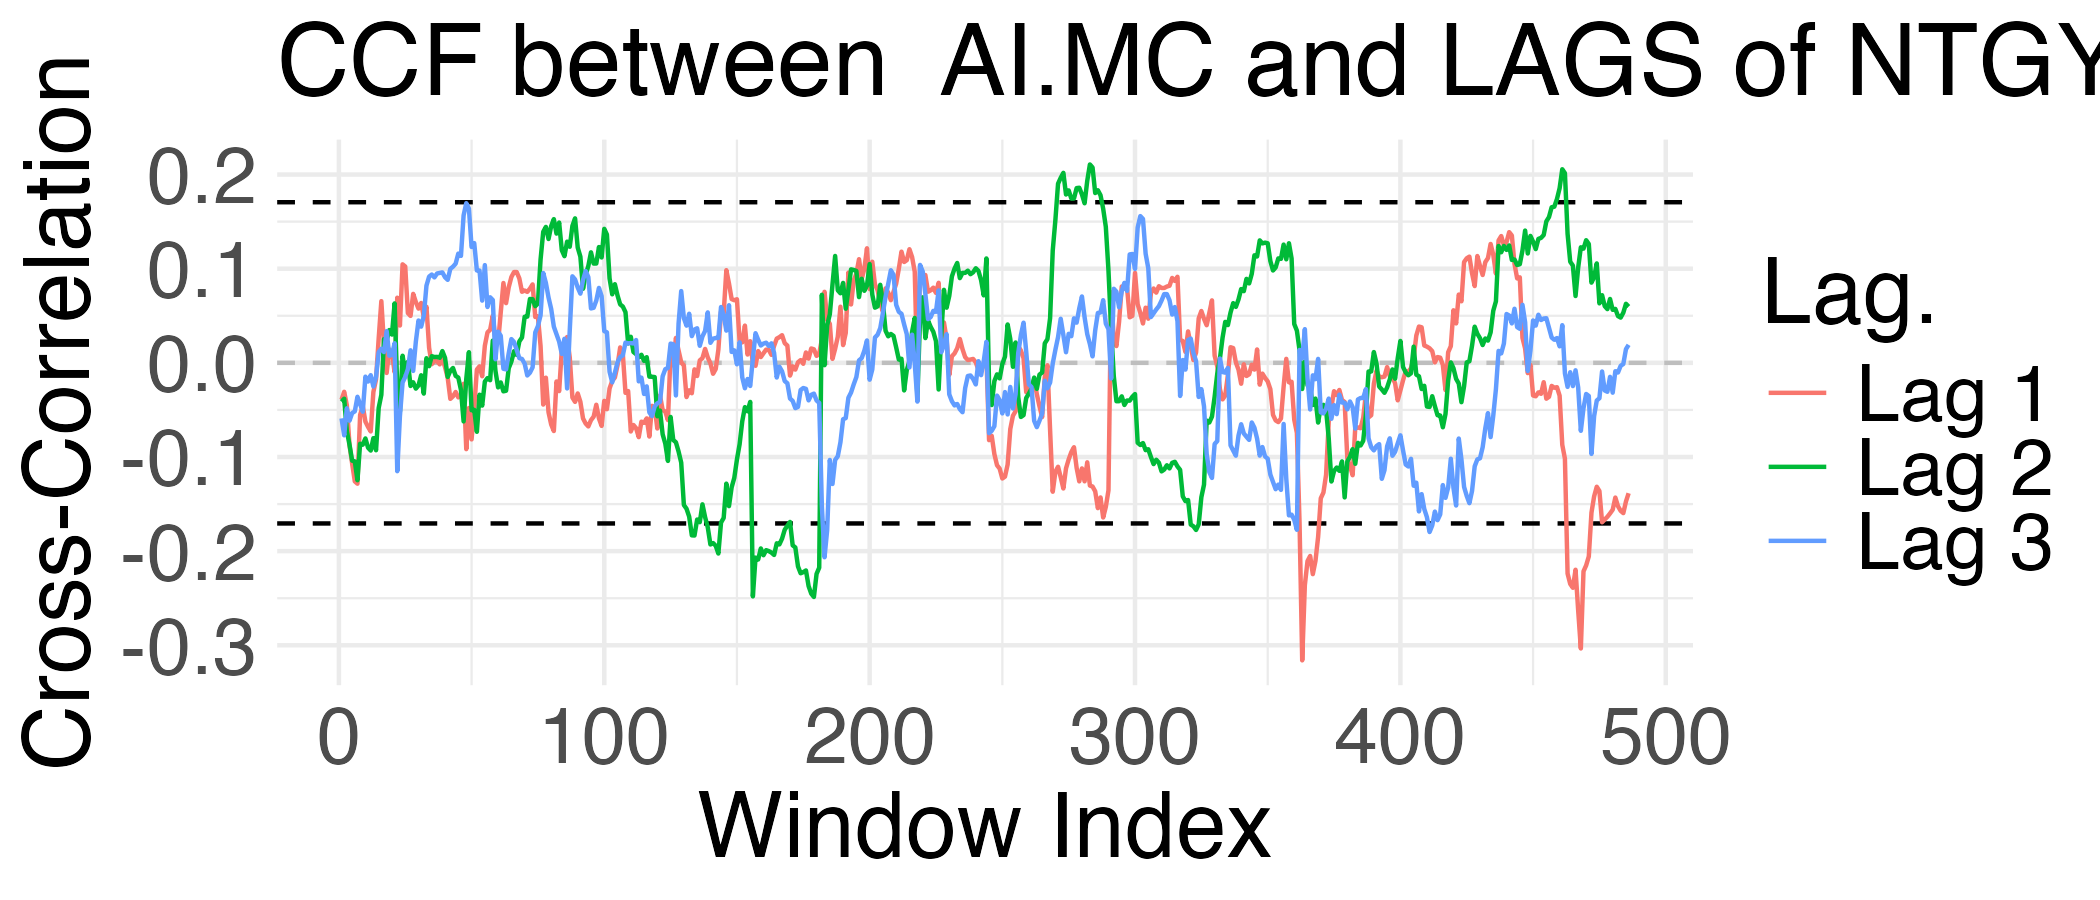 CCF between AI.MC and LAGS of NTGY
Cross-Correlation
0.2
0.1
0.0
-0.1
-0.2
-0.3
0 100 200 300 400 500
Window Index
Lag.
Lag 1
Lag 2
Lag 3